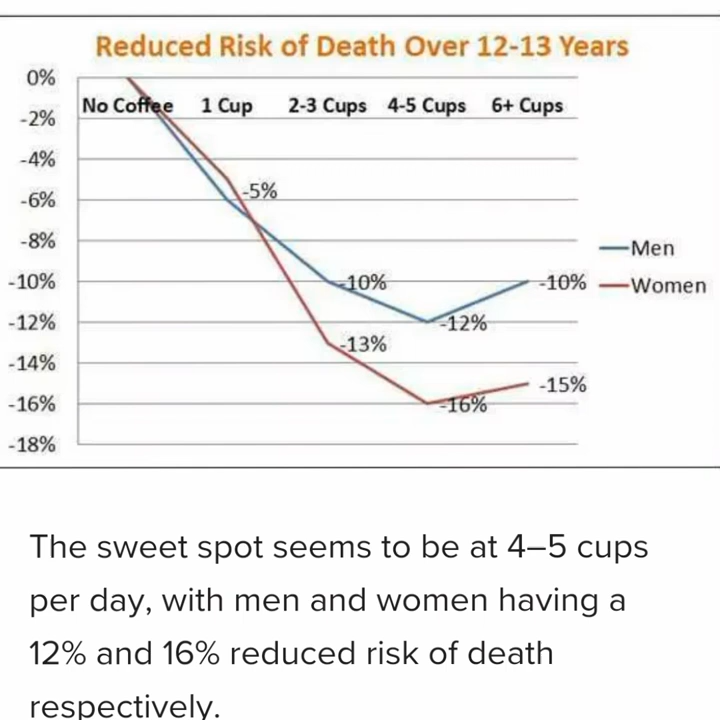 Reduced Risk of Death Over 12-13 Years
0%
No Coffee 1 Cup 2-3 Cups 4-5 Cups 6+ Cups
-2%
-4%
-5%
-6%
-8%
Men
-10%
-10%
-10%
Women
-12%
-12%
-13%
-14%
-15%
-16%
-16%
-18%
The sweet spot seems to be at 4–5 cups
per day, with men and women having a
12% and 16% reduced risk of death
respectively.